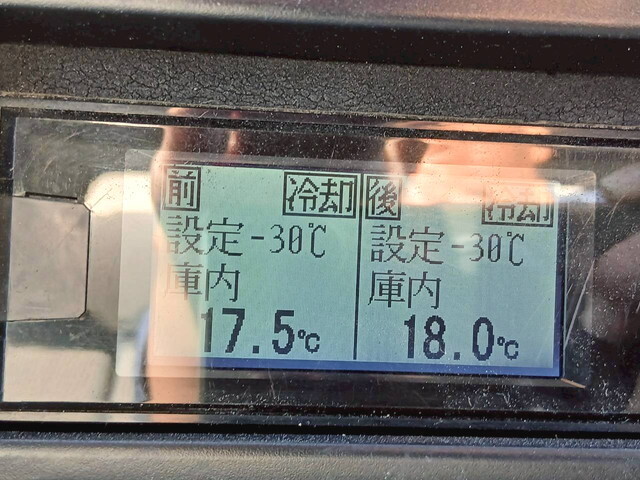 前 冷却
設定 -30℃
庫内
17.5℃
後 冷却
設定 -30℃
庫内
18.0℃